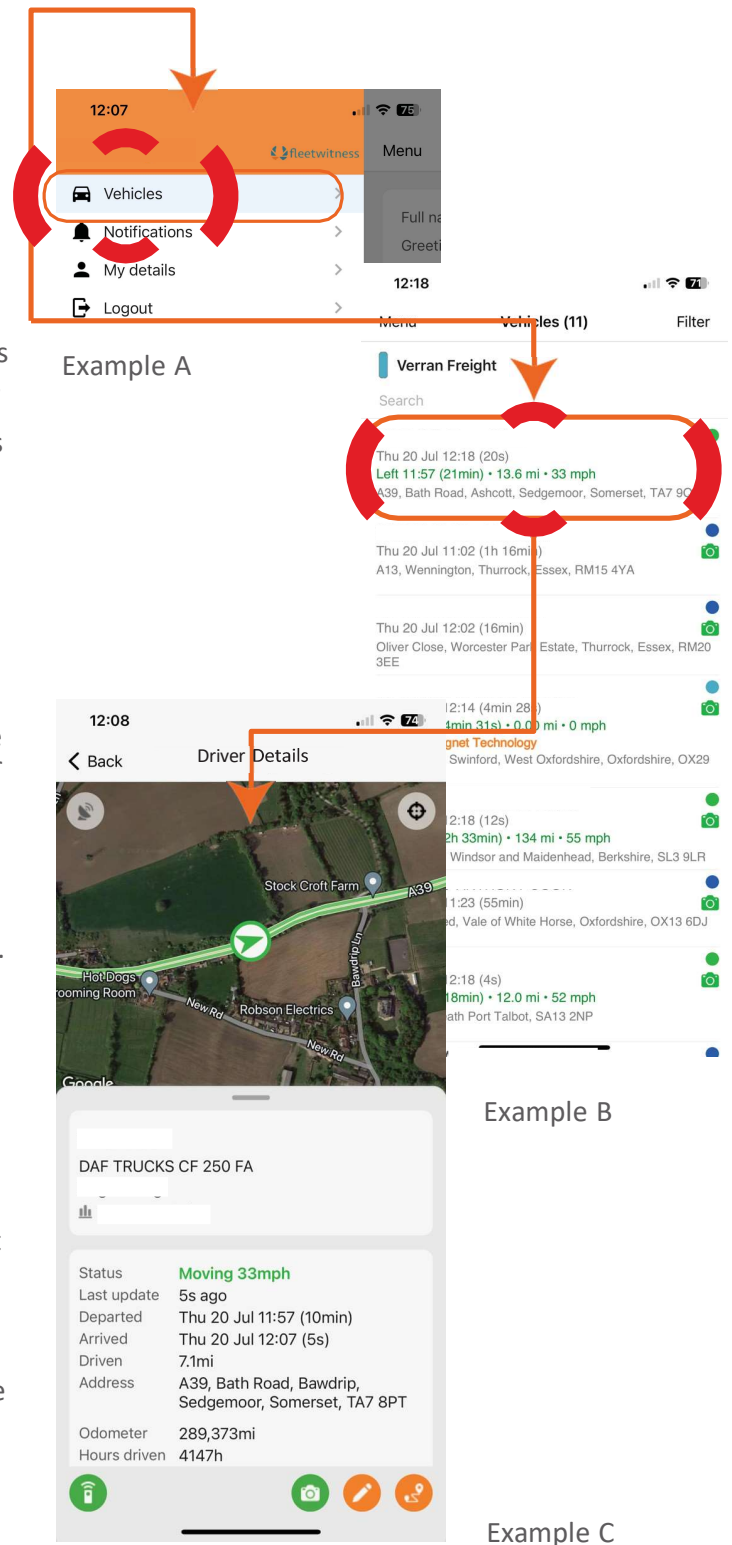 12:07
75
fleetwitness
Menu
Vehicles
Full na
Notifications
Greeti
My details
Logout
Example A
s
s
e
.
e
12:18
71
Menu
Vehicles (11)
Filter
Verran Freight
Search
Thu 20 Jul 12:18 (20s)
Left 11:57 (21min) • 13.6 mi • 33 mph
A39, Bath Road, Ashcott, Sedgemoor, Somerset, TA7 9
Thu 20 Jul 11:02 (1h 16min)
A13, Wennington, Thurrock, Essex, RM15 4YA
Thu 20 Jul 12:02 (16min)
Oliver Close, Worcester Park Estate, Thurrock, Essex, RM20
3EE
12:14 (4min 28s)
4min 31s) • 0.00 mi • 0 mph
gnet Technology
Swinford, West Oxfordshire, Oxfordshire, OX29
2:18 (12s)
2h 33min) • 134 mi • 55 mph
Windsor and Maidenhead, Berkshire, SL3 9LR
1:23 (55min)
ed, Vale of White Horse, Oxfordshire, OX13 6DJ
2:18 (4s)
18min) • 12.0 mi • 52 mph
ath Port Talbot, SA13 2NP
Example B
12:08
74
Back
Driver Details
Stock Croft Farm
A39
Bawdrip Ln
Hot Dogs
rooming Room
New Rd
Robson Electrics
New Rd
Google
DAF TRUCKS CF 250 FA
Status Moving 33mph
Last update 5s ago
Departed Thu 20 Jul 11:57 (10min)
Arrived Thu 20 Jul 12:07 (5s)
Driven 7.1mi
Address A39, Bath Road, Bawdrip,
Sedgemoor, Somerset, TA7 8PT
Odometer 289,373mi
Hours driven 4147h
Example C